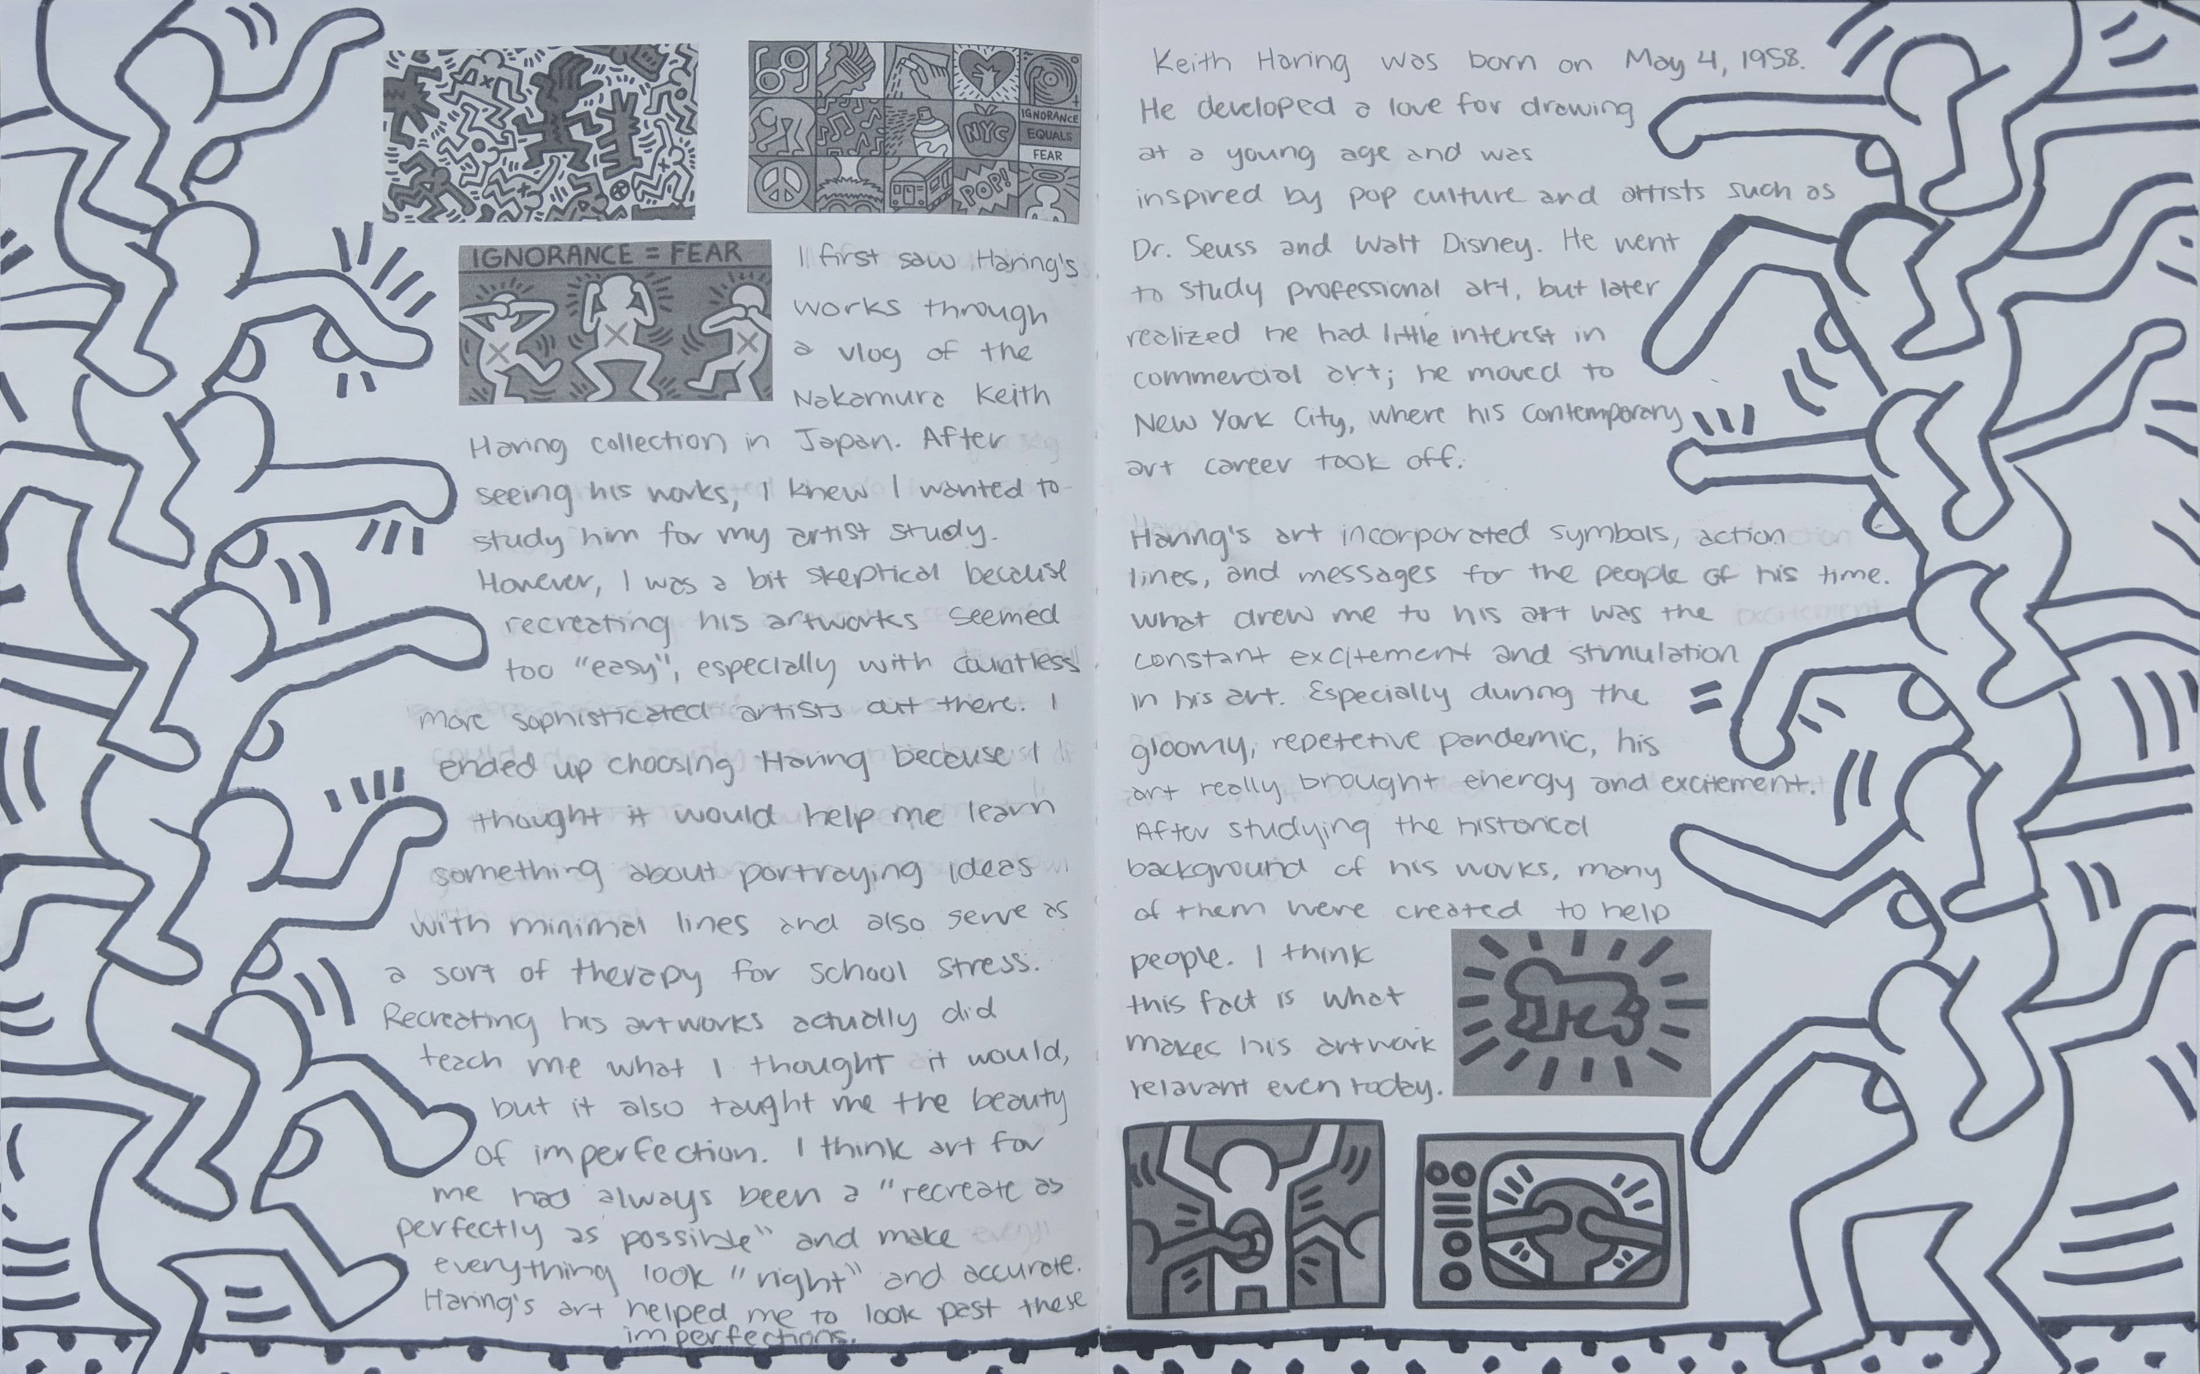 69
NYC
POP!
IGNORANCE
EQUALS
FEAR
IGNORANCE = FEAR
I first saw Haring's
works through
a vlog of the
Nakamura Keith
Haring collection in Japan. After
seeing his works, I knew I wanted to
study him for my artist study.
However, I was a bit skeptical because
recreating his artworks seemed
too "easy", especially with countless
more sophisticated artists out there. I
ended up choosing Haring because I
thought it would help me learn
something about portraying ideas
with minimal lines and also serve as
a sort of therapy for school stress.
Recreating his artworks actually did
teach me what I thought it would,
but it also taught me the beauty
of imperfection. I think art for
me had always been a "recreate as
perfectly as possible" and make
everything look "right" and accurate.
Haring's art helped me to look past these
imperfections.
Keith Haring was born on May 4, 1958.
He developed a love for drawing
at a young age and was
inspired by pop culture and artists such as
Dr. Seuss and Walt Disney. He went
to study professional art, but later
realized he had little interest in
commercial art; he moved to
New York City, where his contemporary
art career took off.
Haring's art incorporated symbols, action
lines, and messages for the people of his time.
What drew me to his art was the
constant excitement and stimulation
in his art. Especially during the
gloomy, repetetive pandemic, his
art really brought energy and excitement.
After studying the historical
background of his works, many
of them were created to help
people. I think
this fact is what
makes his artwork
relavant even today.